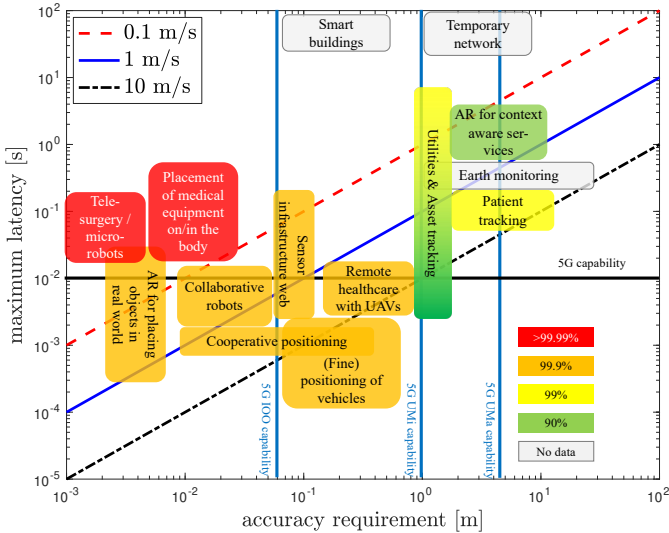 0.1 m/s
1 m/s
10 m/s
Smart
buildings
Temporary
network
AR for context
aware ser-
vices
Earth monitoring
Patient
tracking
Utilities & Asset tracking
Placement
of medical
equipment
on/in the
body
Tele-
surgery /
micro-
robots
AR for placing
objects in
real world
Collaborative
robots
Sensor
infrastructure web
Remote
healthcare
with UAVs
Cooperative positioning
(Fine)
positioning of
vehicles
5G capability
5G IOO capability
5G UMi capability
5G UMa capability
>99.99%
99.9%
99%
90%
No data
10^2
10^1
10^0
10^-1
10^-2
10^-3
10^-4
10^-5
maximum latency [s]
10^-3
10^-2
10^-1
10^0
10^1
10^2
accuracy requirement [m]